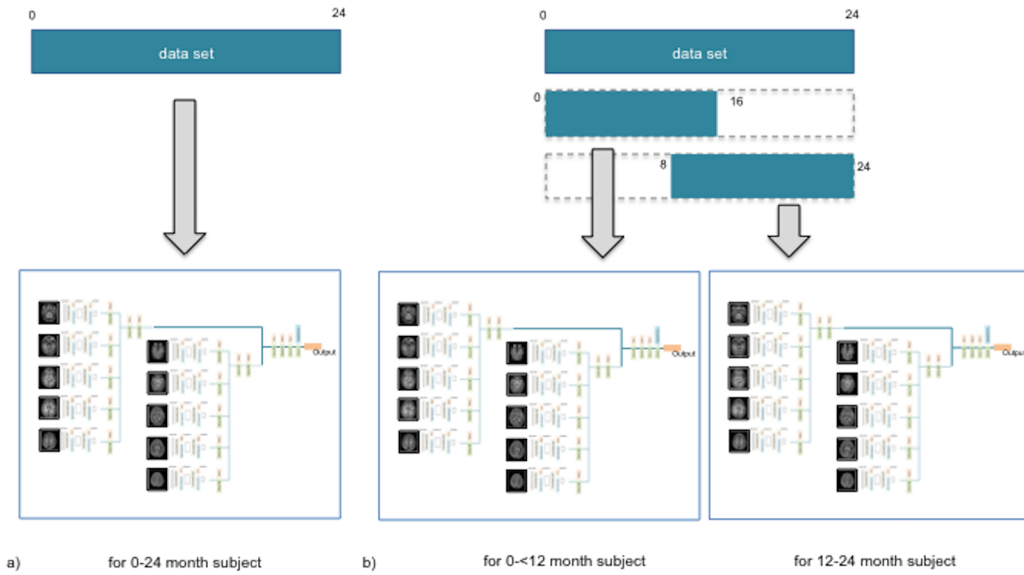 0
24
data set
0
24
data set
0
16
8
24
Output
Output
Outpu
a)
for 0-24 month subject
b)
for 0-<12 month subject
for 12-24 month subject